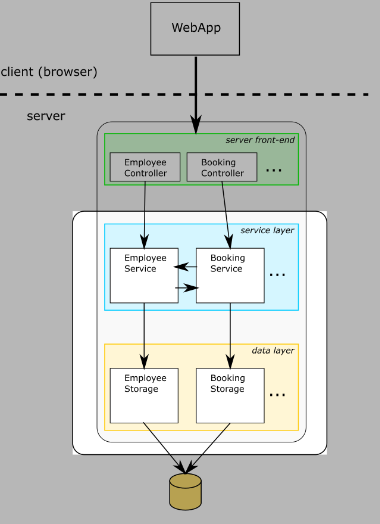 WebApp
client (browser)
server
server front-end
Employee
Controller
Booking
Controller
...
service layer
Employee
Service
Booking
Service
...
data layer
Employee
Storage
Booking
Storage
...